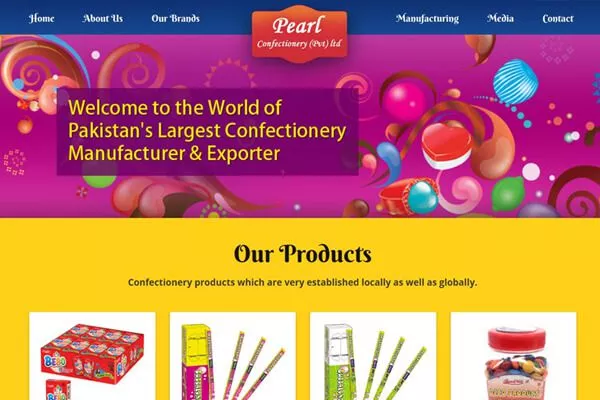 Home About Us Our Brands Manufacturing Media Contact
Pearl
Confectionery (Pvt) ltd
Welcome to the World of
Pakistan's Largest Confectionery
Manufacturer & Exporter
Our Products
Confectionery products which are very established locally as well as globally.